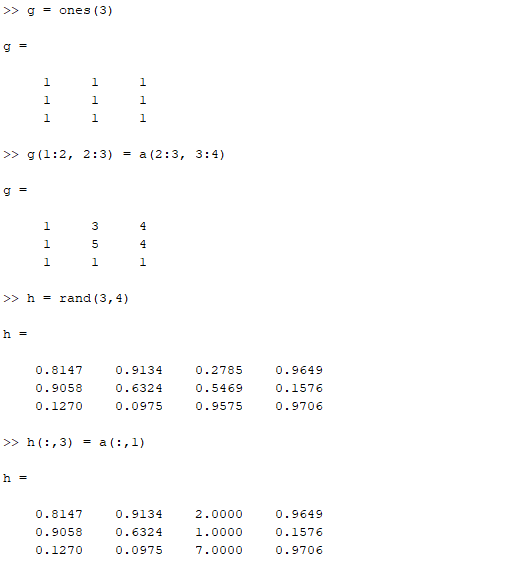 >> g = ones(3)
g =
1 1 1
1 1 1
1 1 1
>> g(1:2, 2:3) = a(2:3, 3:4)
g =
1 3 4
1 5 4
1 1 1
>> h = rand(3,4)
h =
0.8147 0.9134 0.2785 0.9649
0.9058 0.6324 0.5469 0.1576
0.1270 0.0975 0.9575 0.9706
>> h(:,3) = a(:,1)
h =
0.8147 0.9134 2.0000 0.9649
0.9058 0.6324 1.0000 0.1576
0.1270 0.0975 7.0000 0.9706